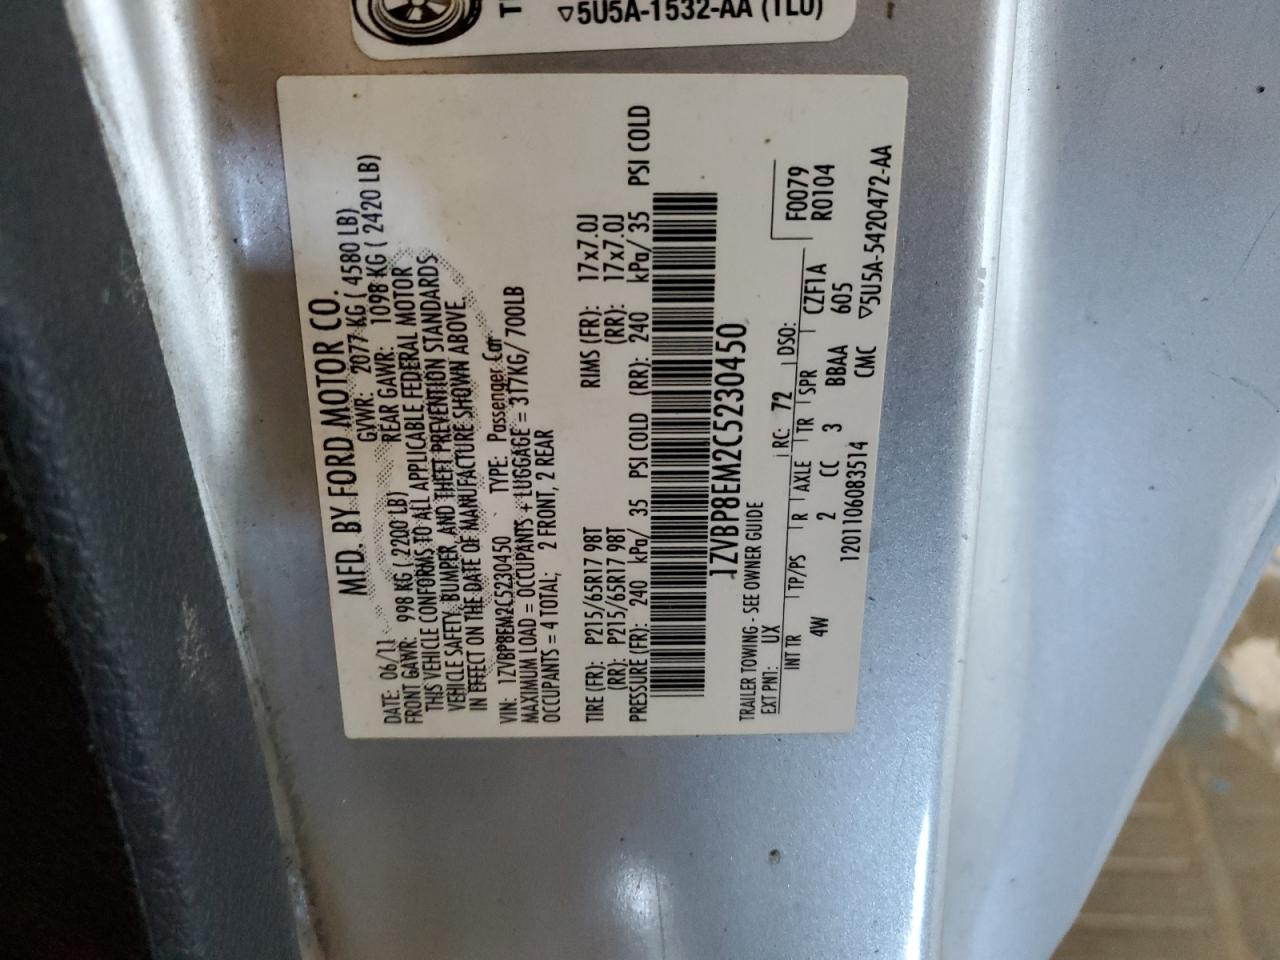 5U5A-1532-AA (TLU)
MFD. BY FORD MOTOR CO.
DATE: 06/11 GVWR: 2077 KG ( 4580 LB)
FRONT GAWR: 998 KG ( 2200 LB) REAR GAWR: 1098 KG ( 2420 LB)
THIS VEHICLE CONFORMS TO ALL APPLICABLE FEDERAL MOTOR
VEHICLE SAFETY, BUMPER, AND THEFT PREVENTION STANDARDS
IN EFFECT ON THE DATE OF MANUFACTURE SHOWN ABOVE.
VIN: 1ZVBP8EM2C5230450 TYPE: Passenger Car
MAXIMUM LOAD = OCCUPANTS + LUGGAGE = 317KG/ 700LB
OCCUPANTS = 4 TOTAL; 2 FRONT, 2 REAR
TIRE (FR): P215/65R17 98T RIMS (FR): 17x7.0J
(RR): P215/65R17 98T (RR): 17x7.0J
PRESSURE (FR): 240 kPa/ 35 PSI COLD (RR): 240 kPa/ 35 PSI COLD
1ZVBP8EM2C5230450
TRAILER TOWING - SEE OWNER GUIDE
EXT PNT: UX RC: 72 DSO: F0079
INT TR TP/PS R AXLE TR SPR R0104
4W 2 CC 3 BBAA CZF1A 605
1201106083514 CMC ▽5U5A-5420472-AA